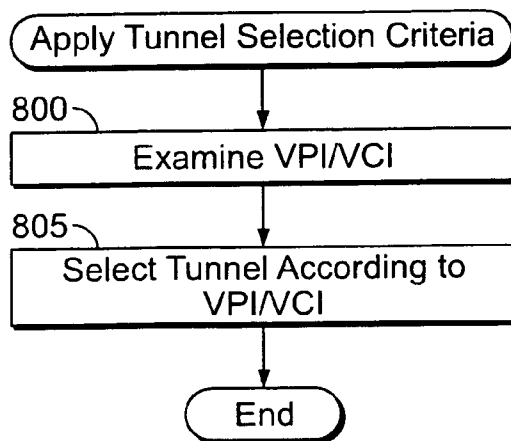 Apply Tunnel Selection Criteria
800
Examine VPI/VCI
805
Select Tunnel According to
VPI/VCI
End